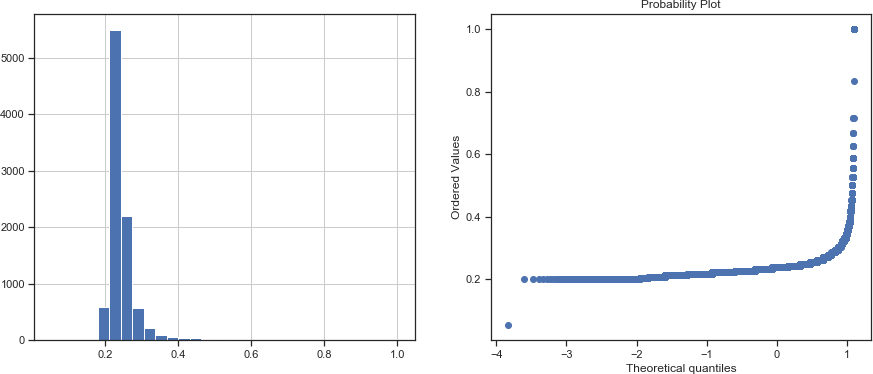 Probability Plot
5000
4000
3000
2000
1000
0
0.2 0.4 0.6 0.8 1.0
1.0
0.8
0.6
0.4
0.2
Ordered Values
−4 −3 −2 −1 0 1
Theoretical quantiles